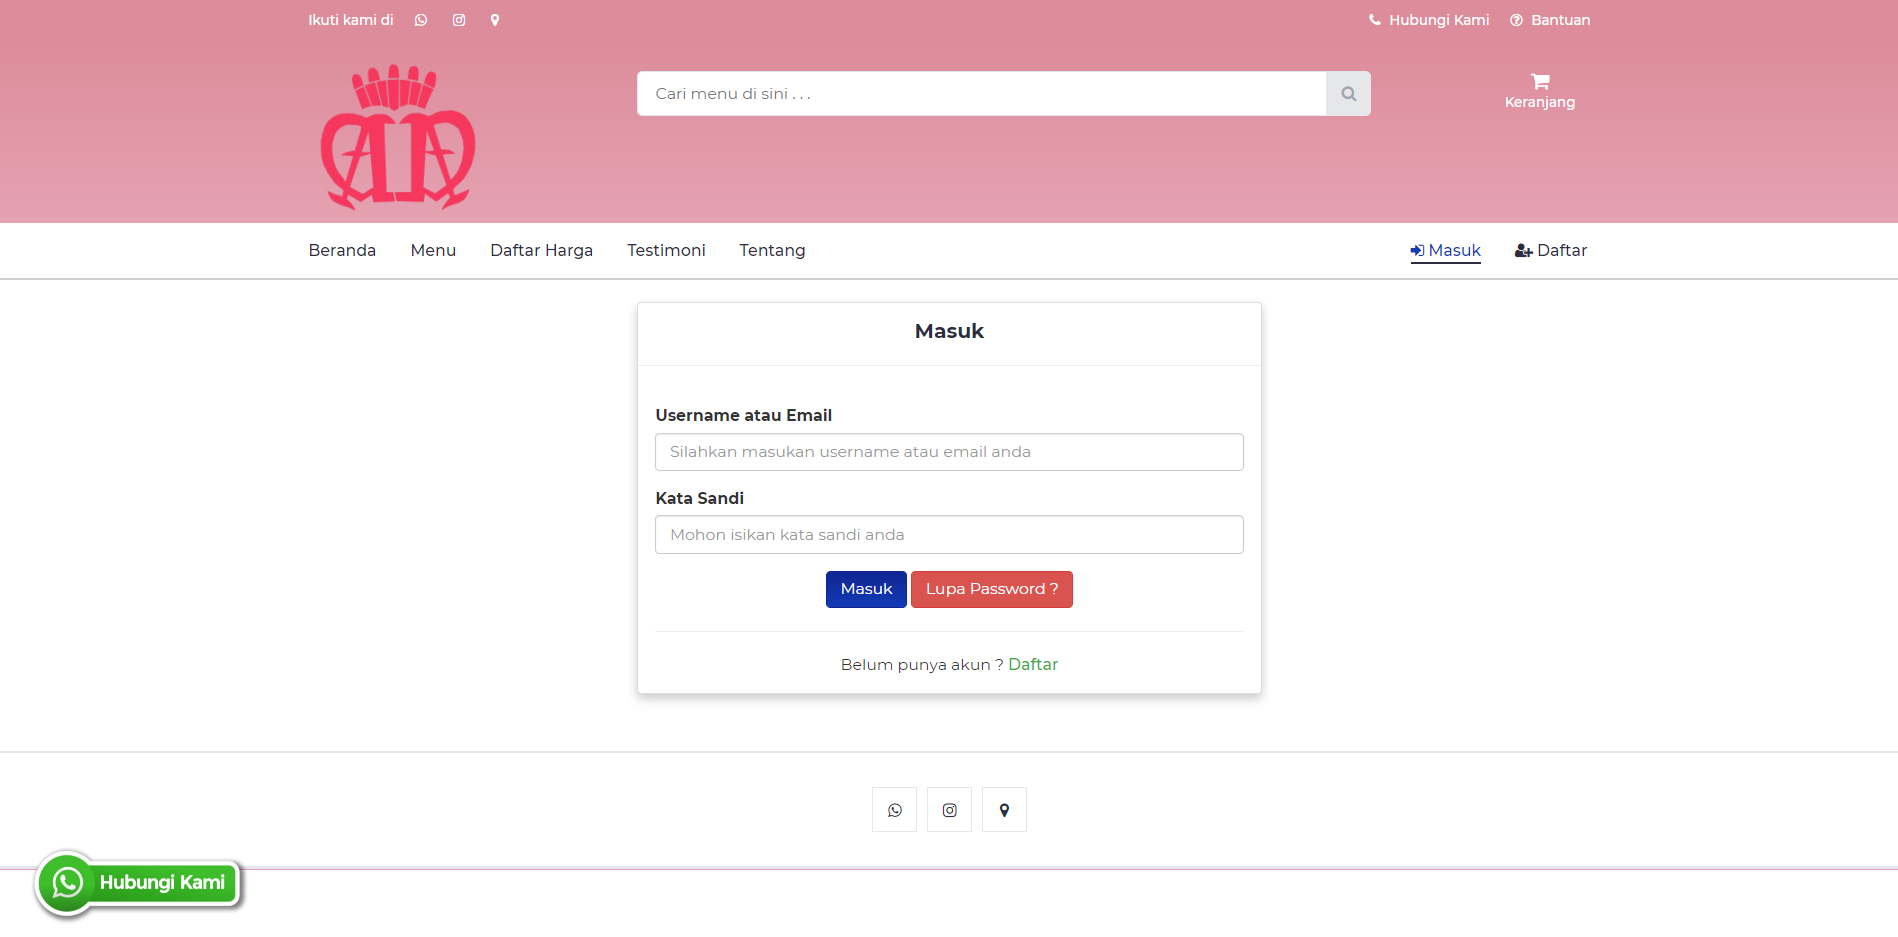 Ikuti kami di
Hubungi Kami
Bantuan
Cari menu di sini . . .
Keranjang
Beranda
Menu
Daftar Harga
Testimoni
Tentang
Masuk
Daftar
Masuk
Username atau Email
Silahkan masukan username atau email anda
Kata Sandi
Mohon isikan kata sandi anda
Masuk
Lupa Password ?
Belum punya akun ? Daftar
Hubungi Kami